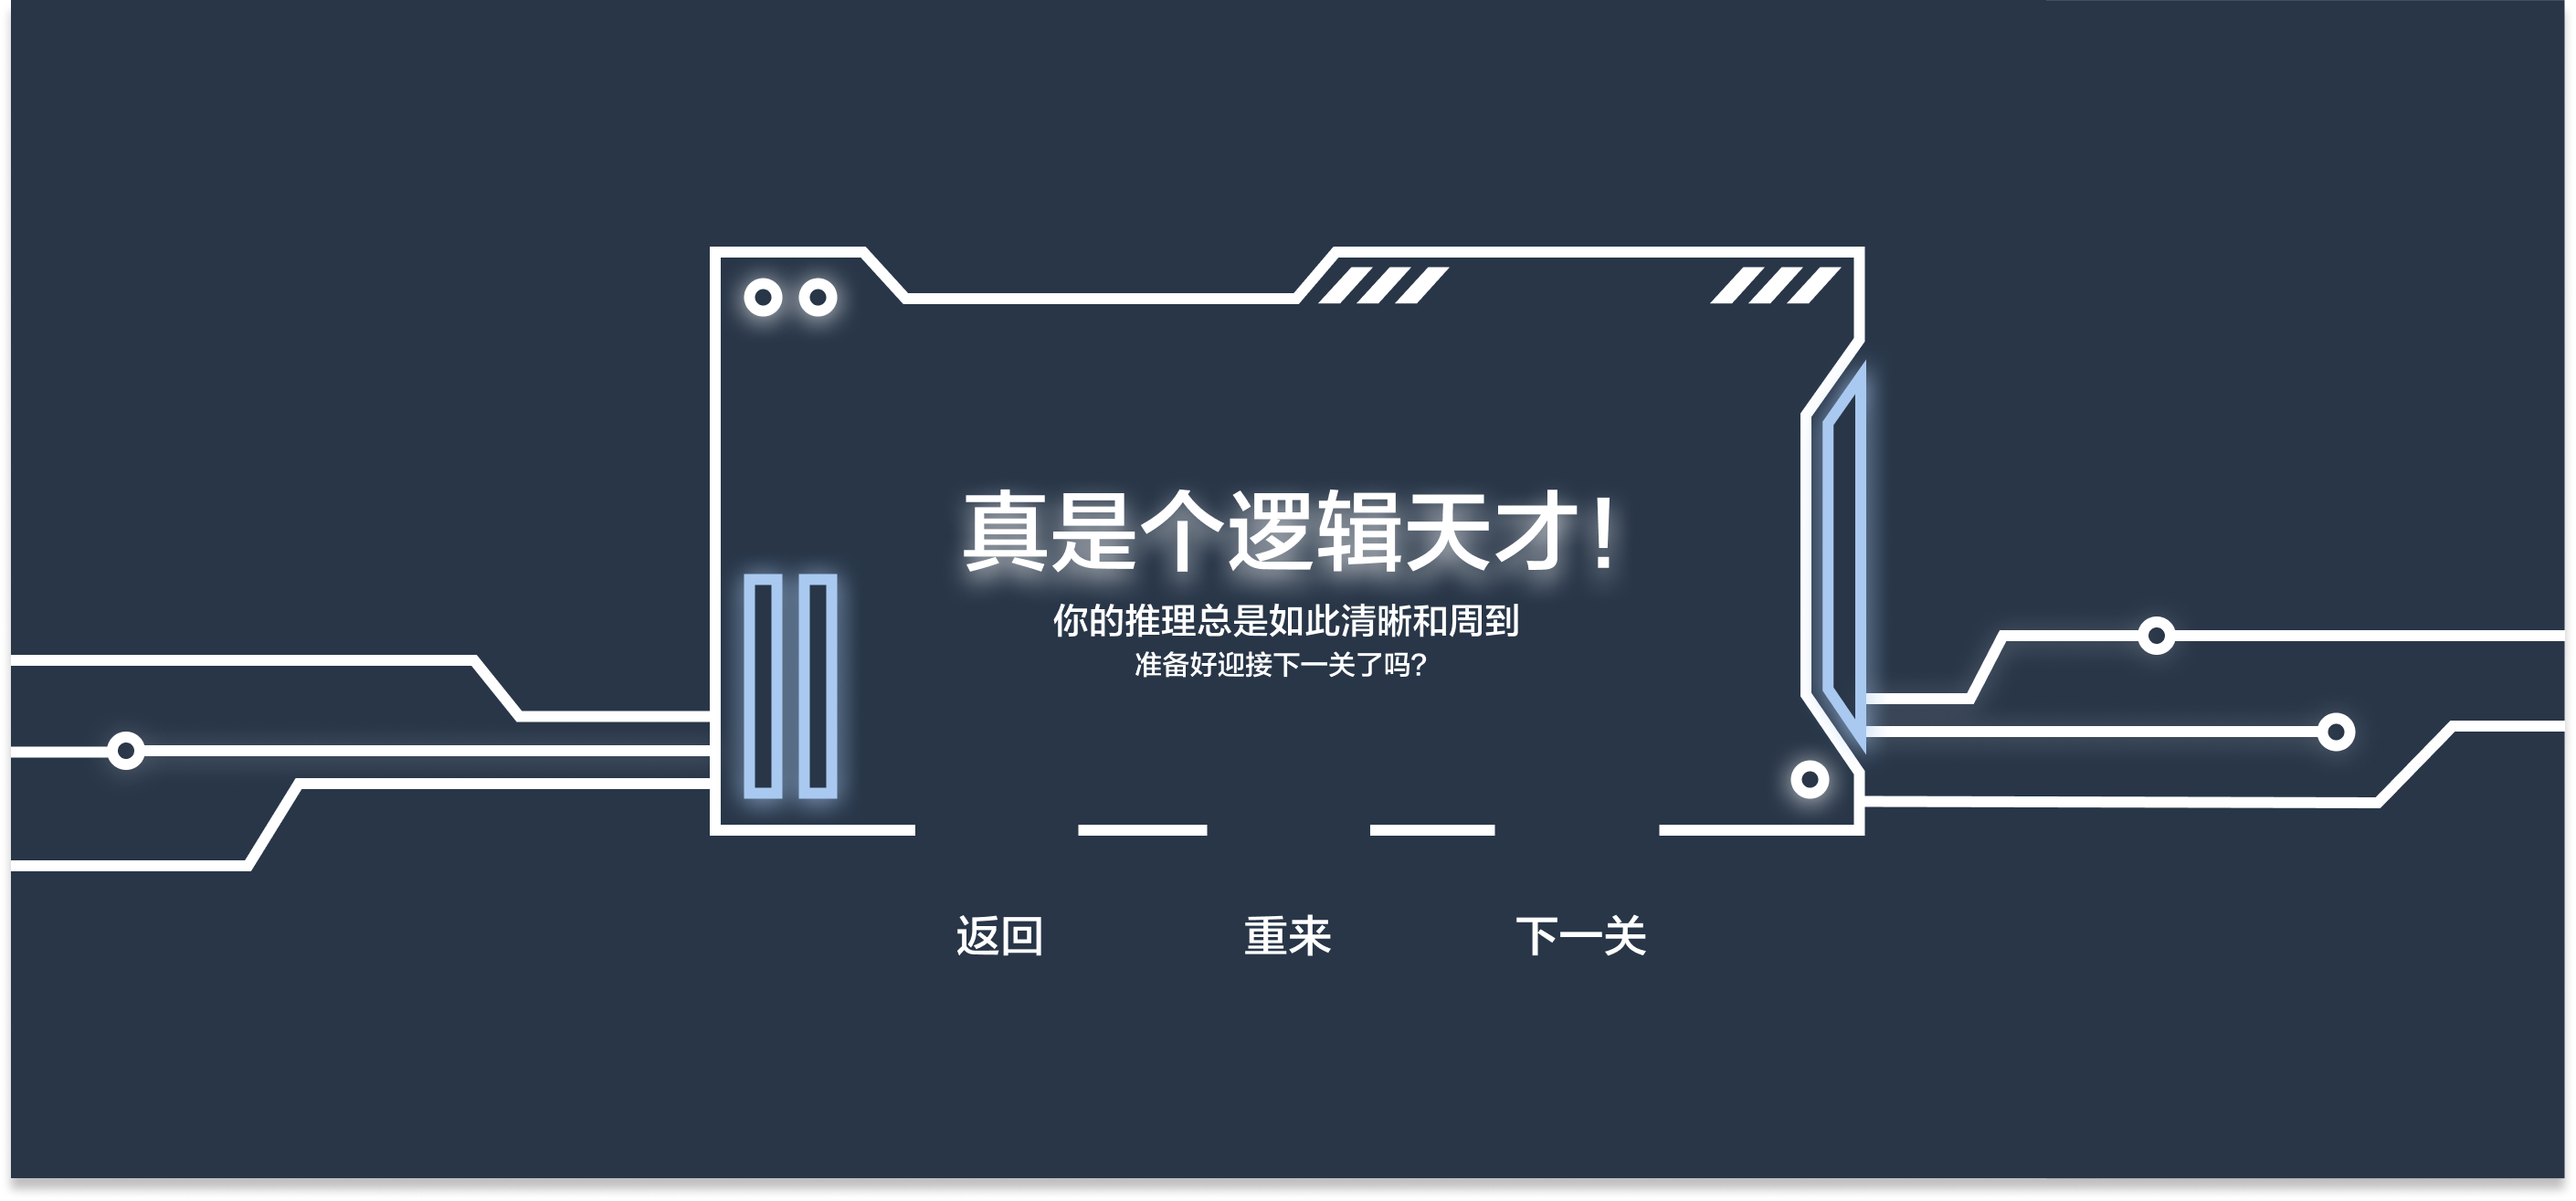 真是个逻辑天才！
你的推理总是如此清晰和周到
准备好迎接下一关了吗？
返回 重来 下一关